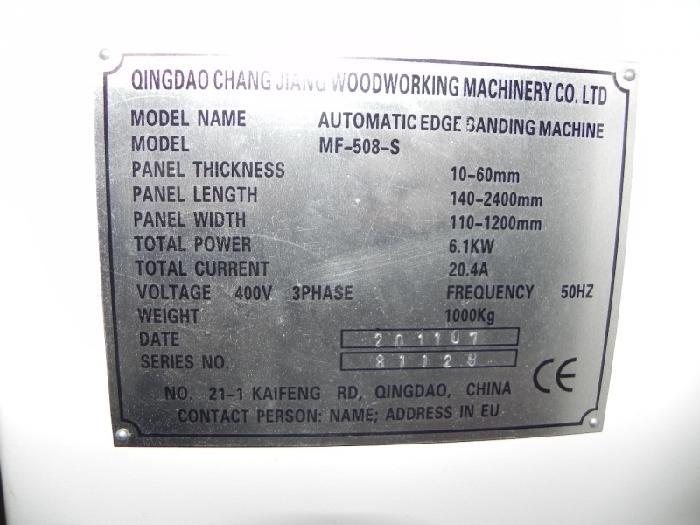 QINGDAO CHANG JIANG WOODWORKING MACHINERY CO. LTD
MODEL NAME AUTOMATIC EDGE BANDING MACHINE
MODEL MF-508-S
PANEL THICKNESS 10-60mm
PANEL LENGTH 140-2400mm
PANEL WIDTH 110-1200mm
TOTAL POWER 6.1KW
TOTAL CURRENT 20.4A
VOLTAGE 400V 3PHASE FREQUENCY 50HZ
WEIGHT 1000Kg
DATE 201107
SERIES NO.
CE
NO. 21-1 KAIFENG RD, QINGDAO, CHINA
CONTACT PERSON: NAME; ADDRESS IN EU